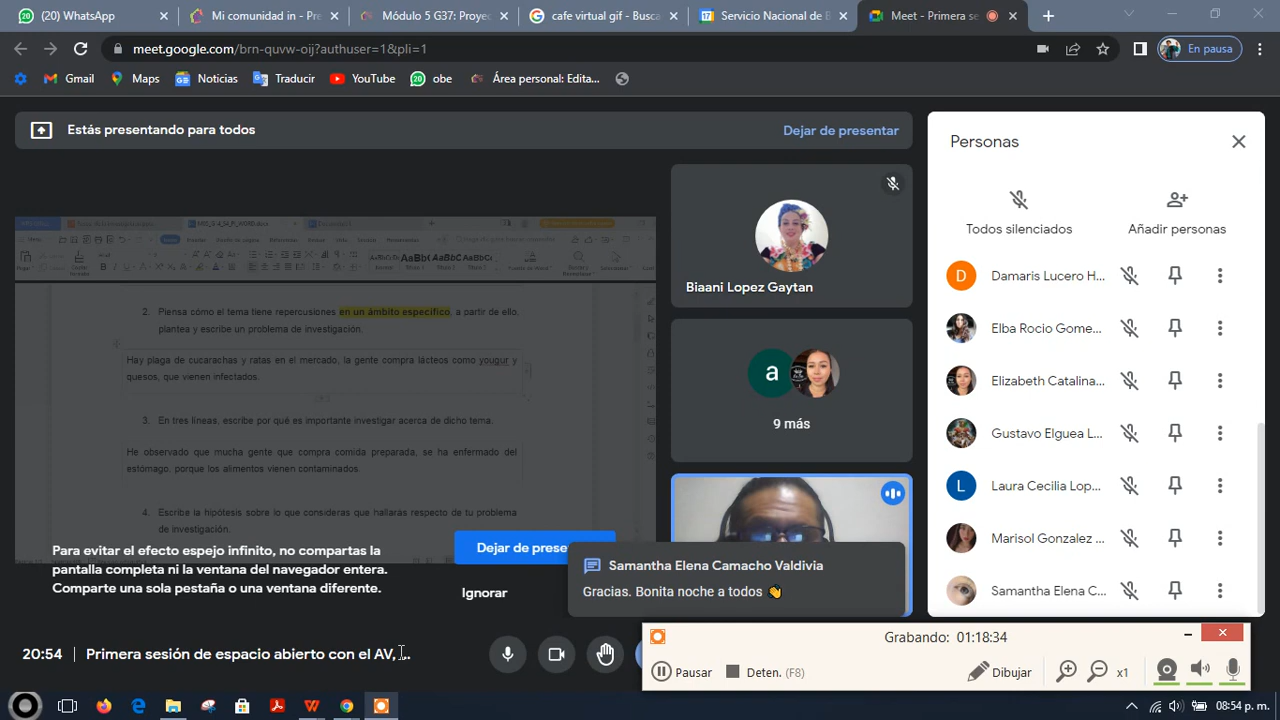 (20) WhatsApp
Mi comunidad in - Pre
Módulo 5 G37: Proye
cafe virtual gif - Busca
Servicio Nacional de B
Meet - Primera se
meet.google.com/brn-quvw-oij?authuser=1&pli=1
En pausa
Gmail
Maps
Noticias
Traducir
YouTube
obe
Área personal: Edita...
Estás presentando para todos
Dejar de presentar
Personas
Todos silenciados
Añadir personas
Biaani Lopez Gaytan
a
9 más
D
Damaris Lucero H...
Elba Rocio Gome...
Elizabeth Catalina...
Gustavo Elguea L...
L
Laura Cecilia Lop...
Marisol Gonzalez ...
Samantha Elena C...
2. Piensa cómo el tema tiene repercusiones en un ámbito específico, a partir de ello,
plantea y escribe un problema de investigación.
Hay plaga de cucarachas y ratas en el mercado, la gente compra lácteos como yougur y
quesos, que vienen infectados.
3. En tres líneas, escribe por qué es importante investigar acerca de dicho tema.
He observado que mucha gente que compra comida preparada, se ha enfermado del
estómago, porque los alimentos vienen contaminados.
4. Escribe la hipótesis sobre lo que consideras que hallarás respecto de tu problema
de investigación.
Para evitar el efecto espejo infinito, no compartas la
pantalla completa ni la ventana del navegador entera.
Comparte una sola pestaña o una ventana diferente.
Dejar de prese
Ignorar
Samantha Elena Camacho Valdivia
Gracias. Bonita noche a todos 👏
20:54 | Primera sesión de espacio abierto con el AV, ...
Grabando: 01:18:34
Pausar
Deten. (F8)
Dibujar
x1
08:54 p. m.